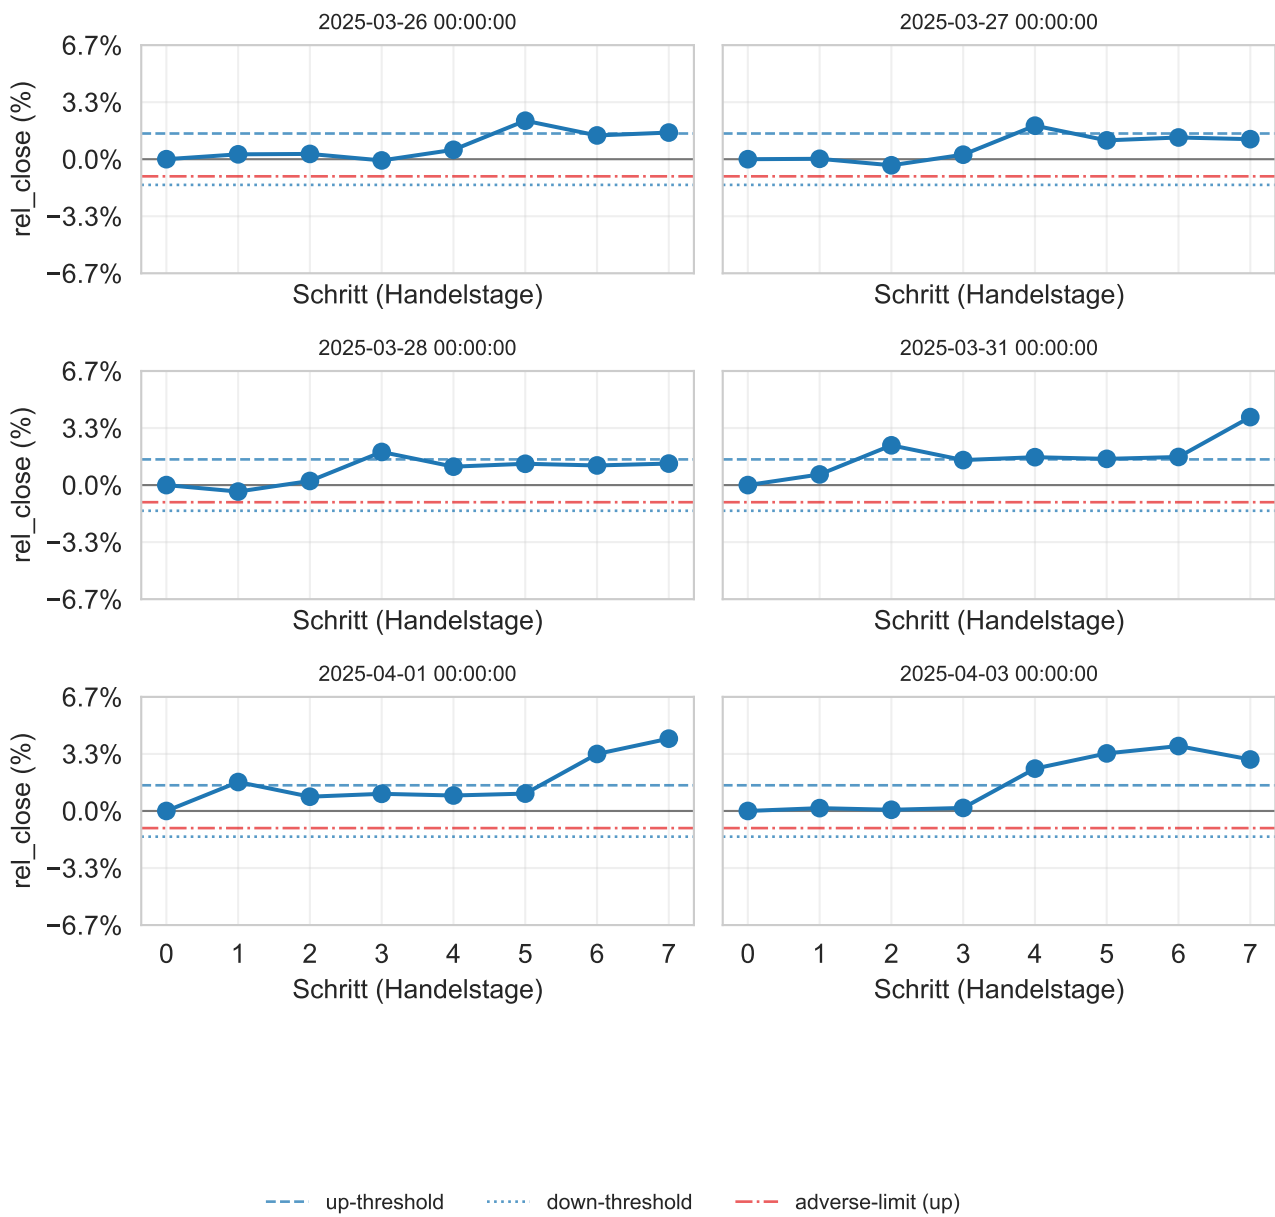 2025-03-26 00:00:00
2025-03-27 00:00:00
6.7%
3.3%
0.0%
−3.3%
−6.7%
rel_close (%)
Schritt (Handelstage)
Schritt (Handelstage)
2025-03-28 00:00:00
2025-03-31 00:00:00
6.7%
3.3%
0.0%
−3.3%
−6.7%
rel_close (%)
Schritt (Handelstage)
Schritt (Handelstage)
2025-04-01 00:00:00
2025-04-03 00:00:00
6.7%
3.3%
0.0%
−3.3%
−6.7%
rel_close (%)
0 1 2 3 4 5 6 7
0 1 2 3 4 5 6 7
Schritt (Handelstage)
Schritt (Handelstage)
up-threshold
down-threshold
adverse-limit (up)